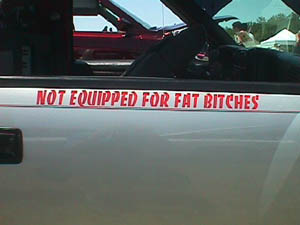 NOT EQUIPPED FOR FAT BITCHES